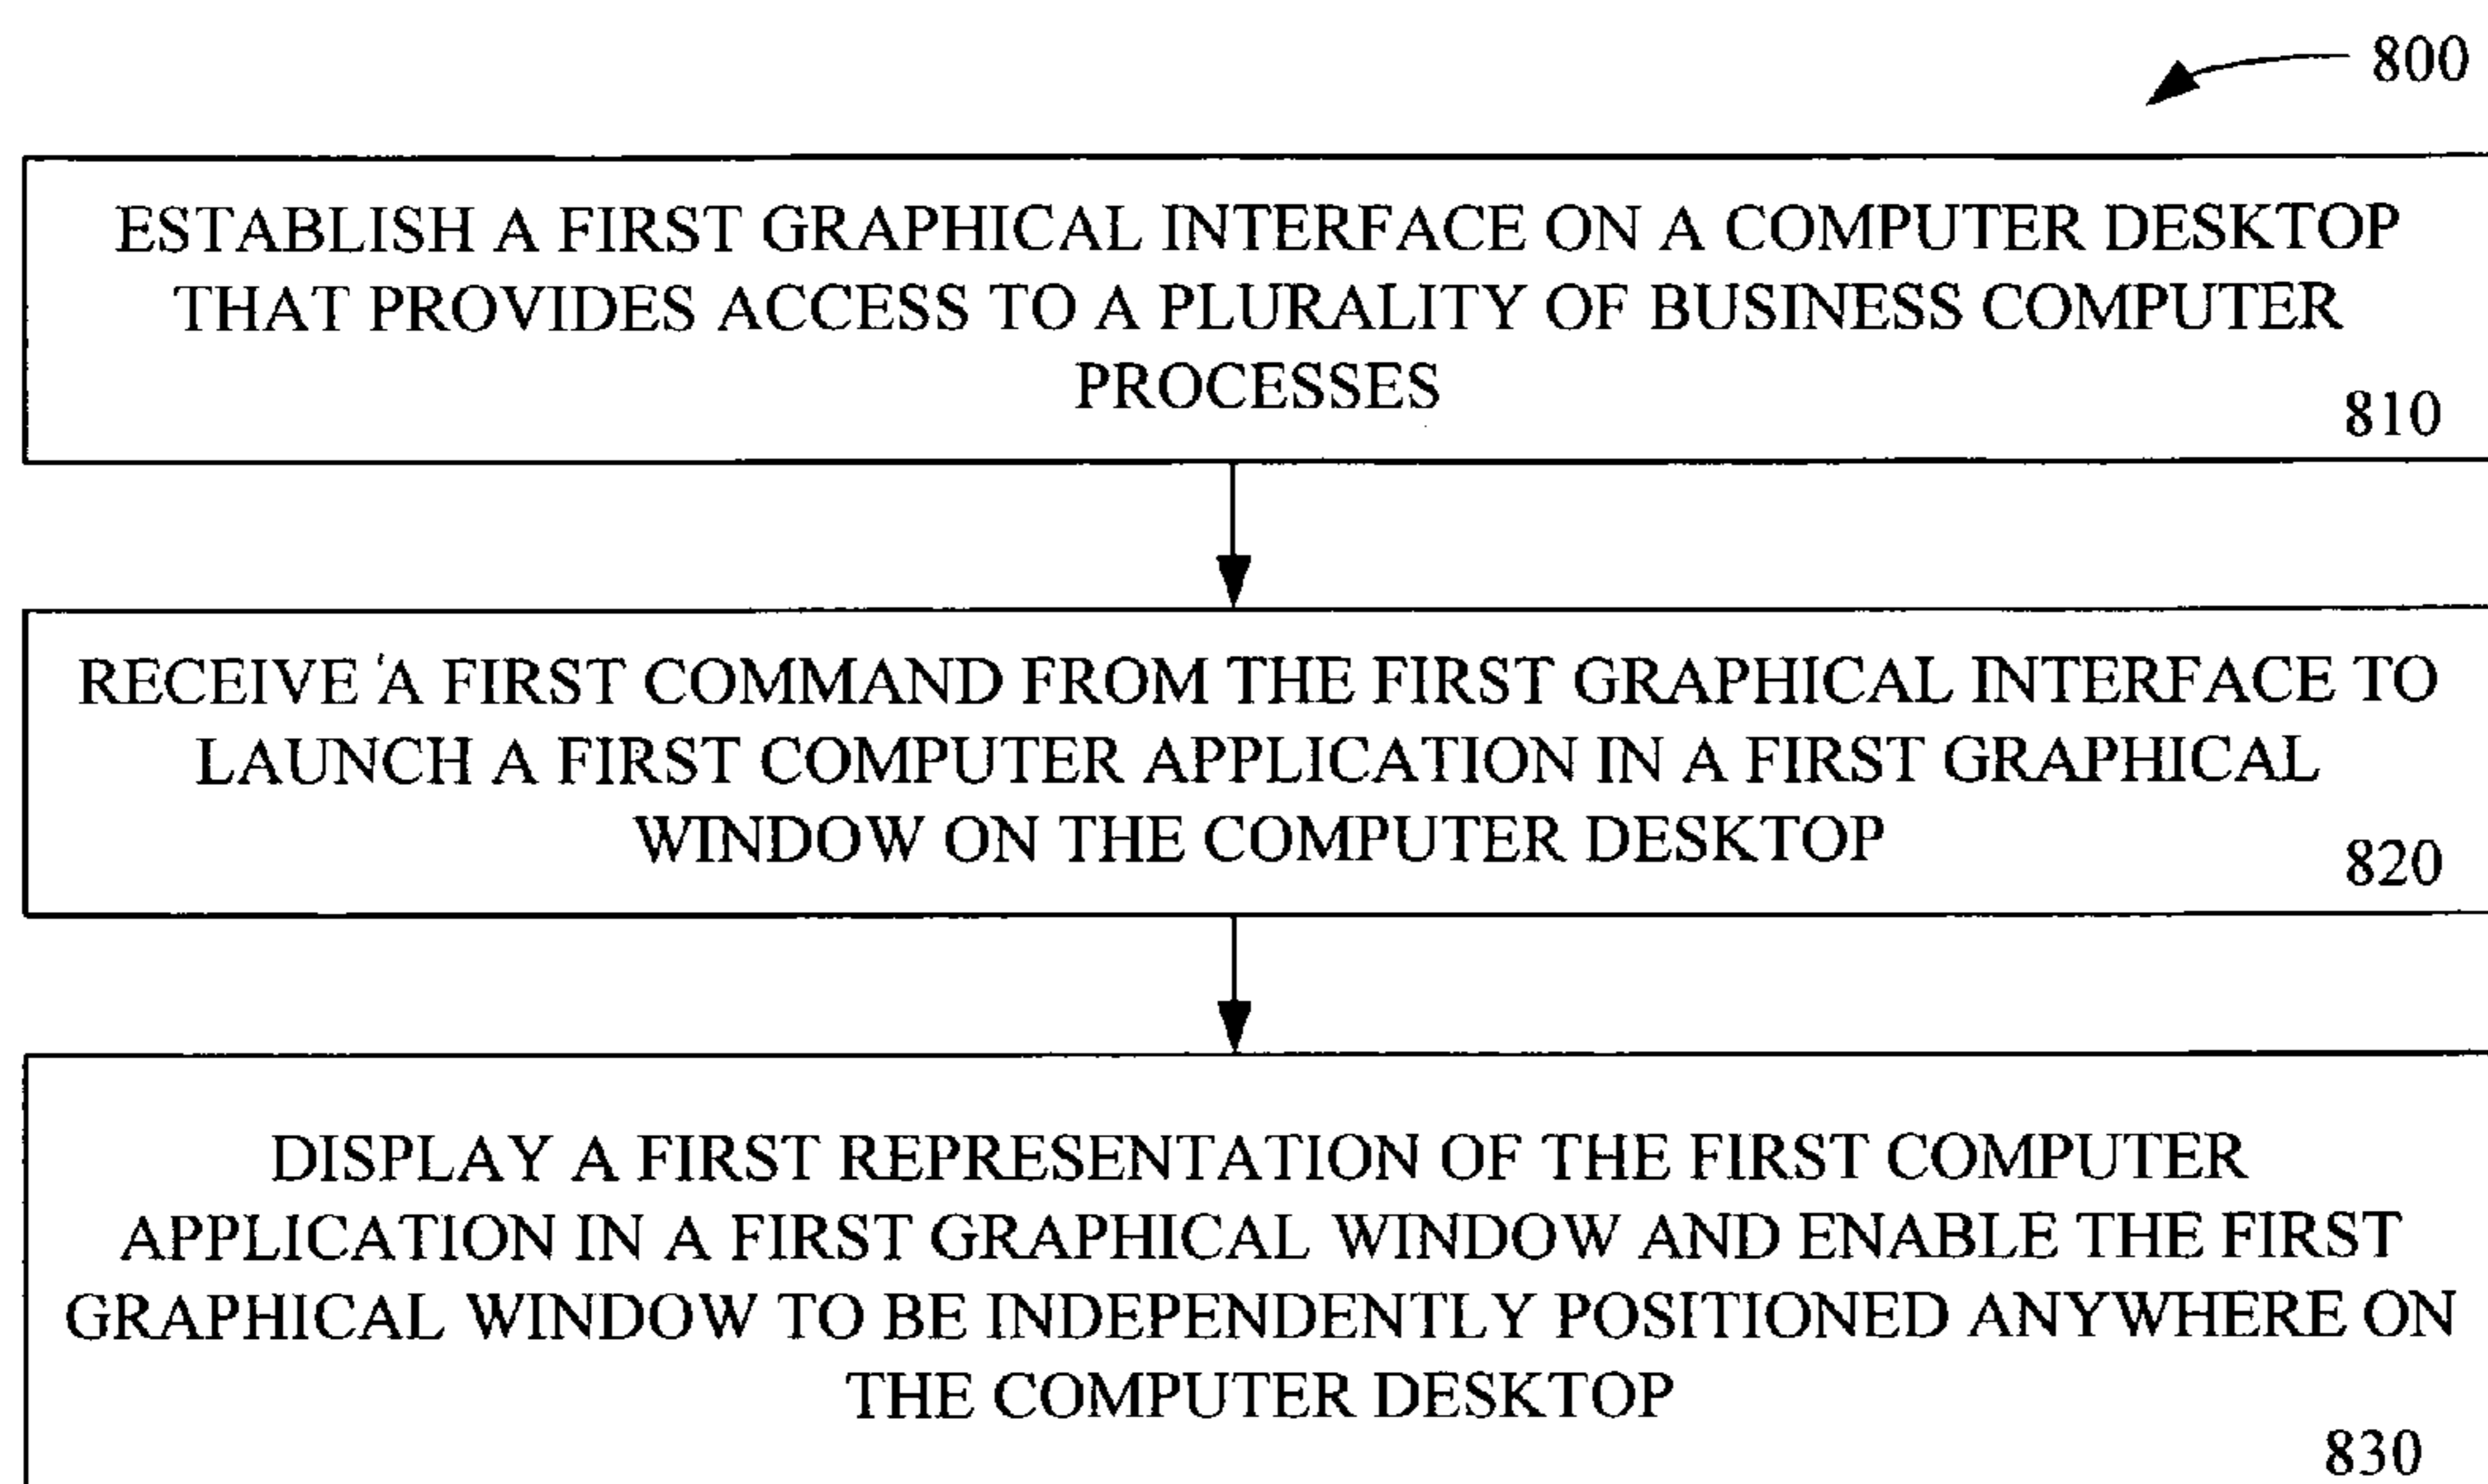 800
ESTABLISH A FIRST GRAPHICAL INTERFACE ON A COMPUTER DESKTOP
THAT PROVIDES ACCESS TO A PLURALITY OF BUSINESS COMPUTER
PROCESSES
810
RECEIVE A FIRST COMMAND FROM THE FIRST GRAPHICAL INTERFACE TO
LAUNCH A FIRST COMPUTER APPLICATION IN A FIRST GRAPHICAL
WINDOW ON THE COMPUTER DESKTOP
820
DISPLAY A FIRST REPRESENTATION OF THE FIRST COMPUTER
APPLICATION IN A FIRST GRAPHICAL WINDOW AND ENABLE THE FIRST
GRAPHICAL WINDOW TO BE INDEPENDENTLY POSITIONED ANYWHERE ON
THE COMPUTER DESKTOP
830